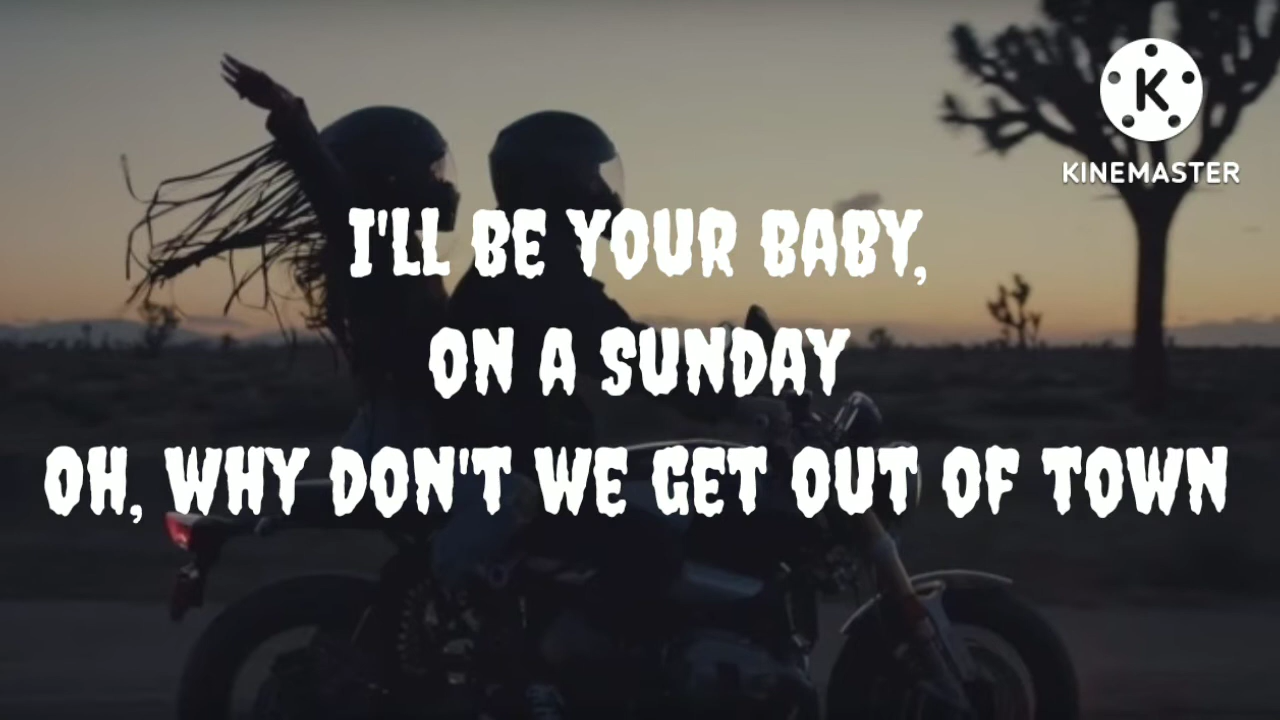 K
KINEMASTER
I'LL BE YOUR BABY,
ON A SUNDAY
OH, WHY DON'T WE GET OUT OF TOWN